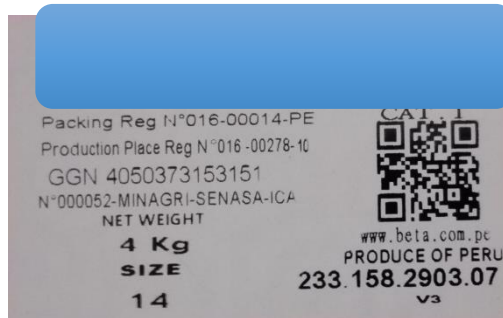 CAT. I
Packing Reg N°016-00014-PE
Production Place Reg N°016-00278-10
GGN 4050373153151
N°000052-MINAGRI-SENASA-ICA
NET WEIGHT
4 Kg
SIZE
14
www.beta.com.pe
PRODUCE OF PERU
233.158.2903.07
V3